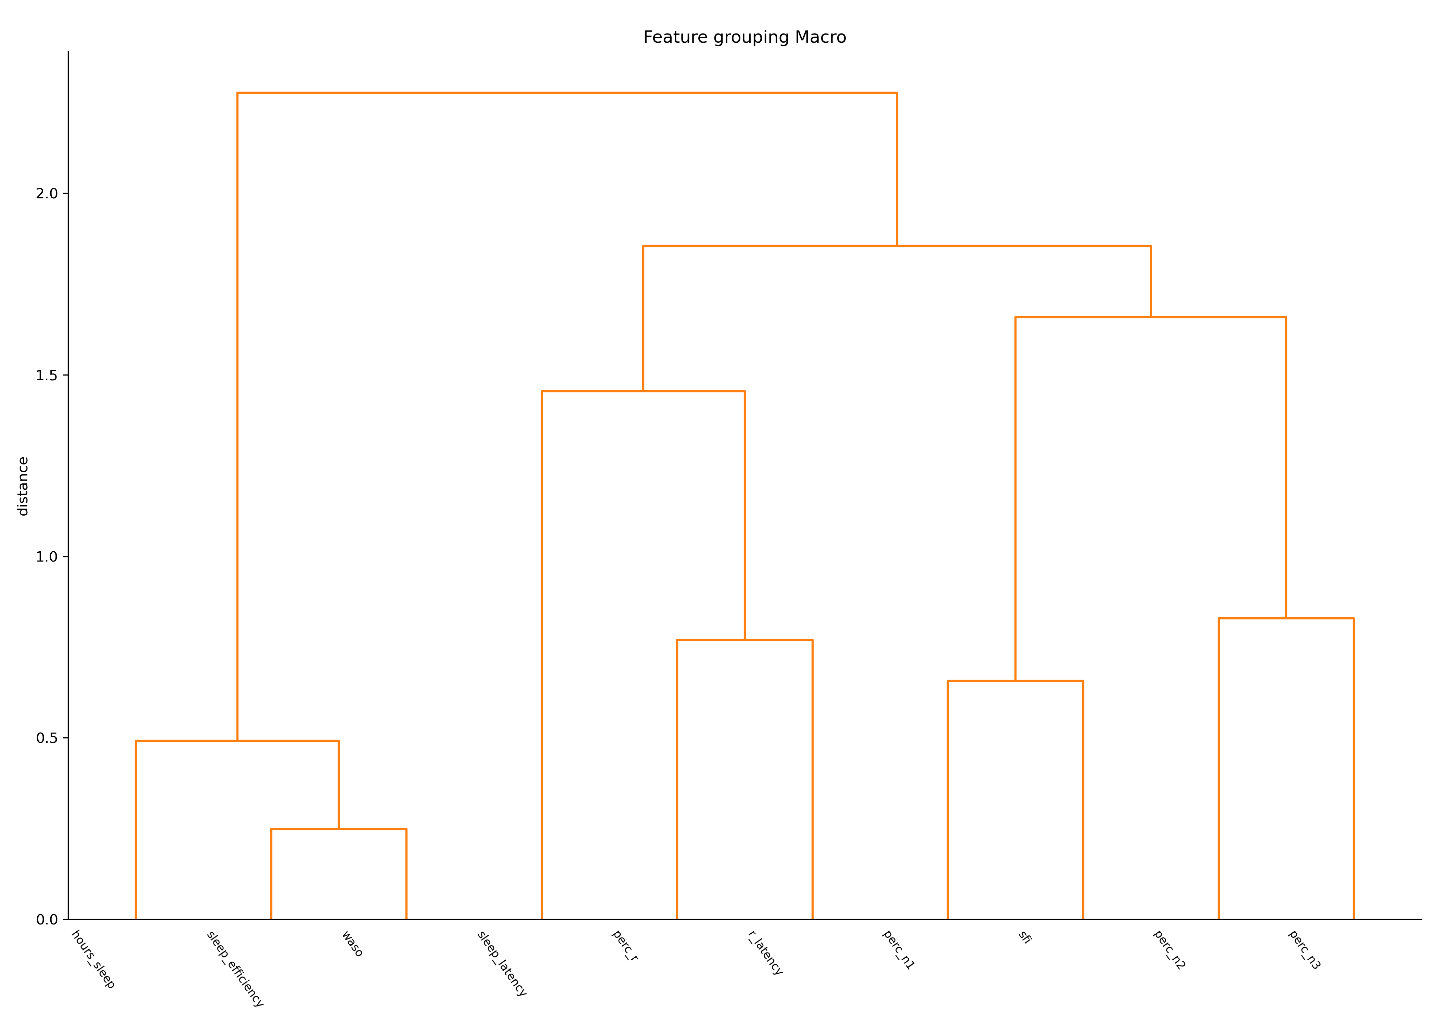 Feature grouping Macro
distance
2.0
1.5
1.0
0.5
0.0
hours_sleep
sleep_efficiency
waso
sleep_latency
perc_r
r_latency
perc_n1
sfi
perc_n2
perc_n3